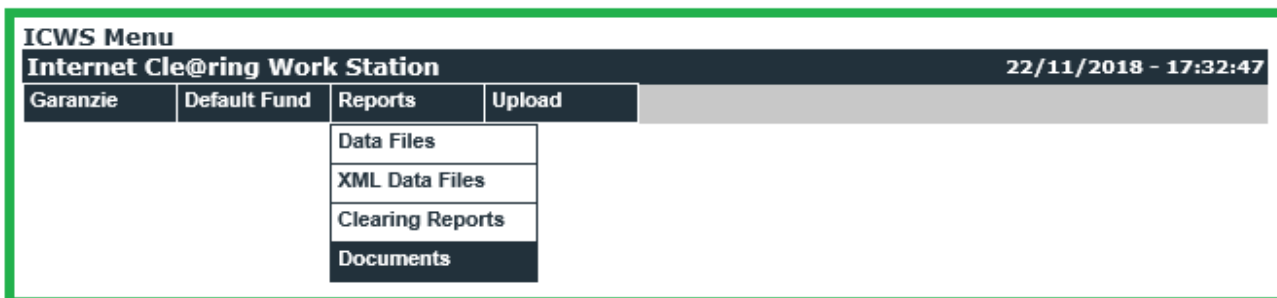 ICWS Menu
Internet Cle@ring Work Station 22/11/2018 - 17:32:47
Garanzie Default Fund Reports Upload
Data Files
XML Data Files
Clearing Reports
Documents